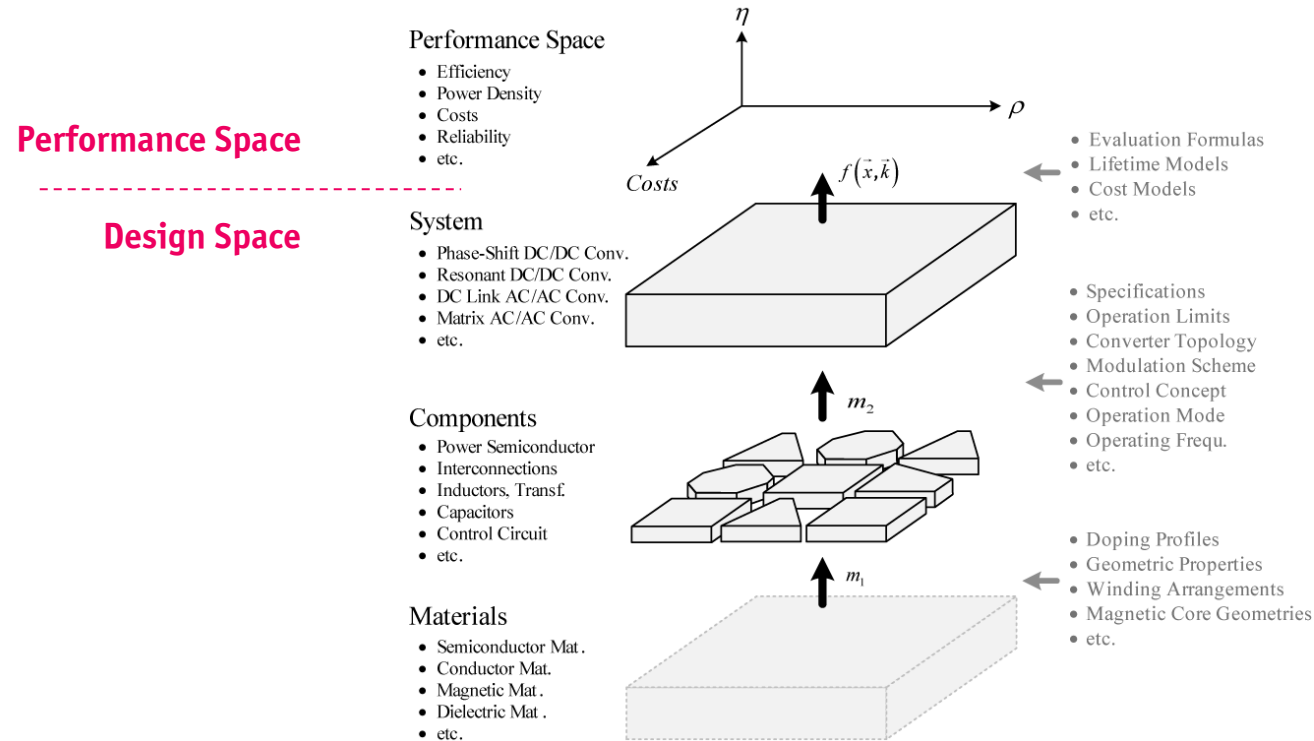 η
Performance Space
• Efficiency
• Power Density
• Costs
• Reliability
• etc.
ρ
Costs
Performance Space
Design Space
f(x⃗,k⃗)
• Evaluation Formulas
• Lifetime Models
• Cost Models
• etc.
System
• Phase-Shift DC/DC Conv.
• Resonant DC/DC Conv.
• DC Link AC/AC Conv.
• Matrix AC/AC Conv.
• etc.
• Specifications
• Operation Limits
• Converter Topology
• Modulation Scheme
• Control Concept
• Operation Mode
• Operating Frequ.
• etc.
m₂
Components
• Power Semiconductor
• Interconnections
• Inductors, Transf.
• Capacitors
• Control Circuit
• etc.
• Doping Profiles
• Geometric Properties
• Winding Arrangements
• Magnetic Core Geometries
• etc.
m₁
Materials
• Semiconductor Mat.
• Conductor Mat.
• Magnetic Mat.
• Dielectric Mat.
• etc.